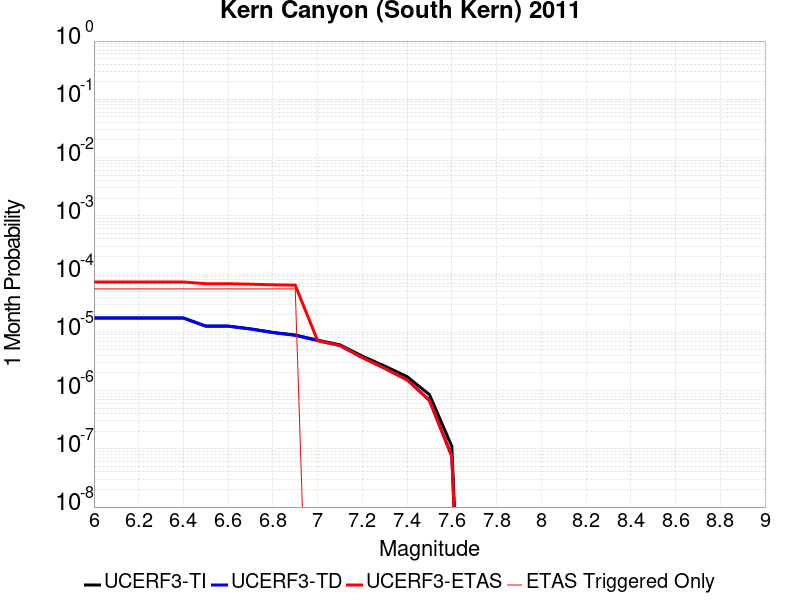 Kern Canyon (South Kern) 2011
10^0
10^-1
10^-2
10^-3
10^-4
10^-5
10^-6
10^-7
10^-8
1 Month Probability
6 6.2 6.4 6.6 6.8 7 7.2 7.4 7.6 7.8 8 8.2 8.4 8.6 8.8 9
Magnitude
UCERF3-TI UCERF3-TD UCERF3-ETAS ETAS Triggered Only